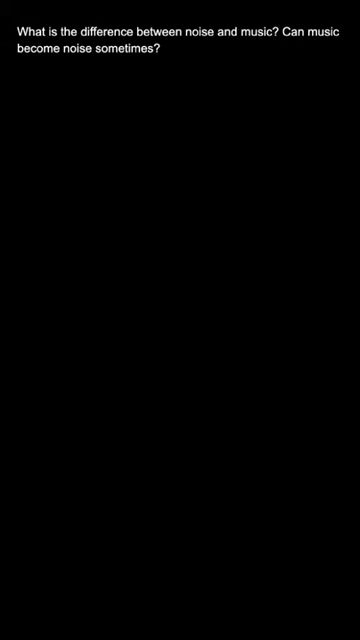 What is the difference between noise and music? Can music
become noise sometimes?